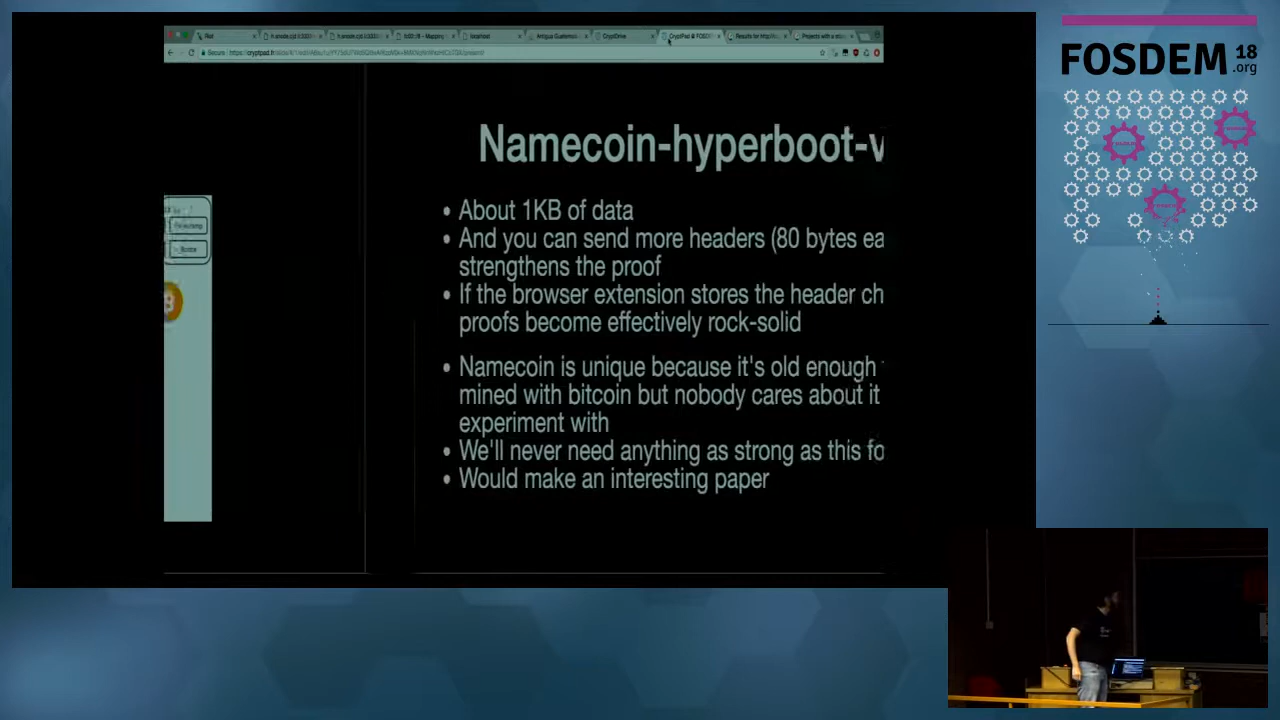 Namecoin-hyperboot-v
• About 1KB of data
• And you can send more headers (80 bytes ea
strengthens the proof
• If the browser extension stores the header ch
proofs become effectively rock-solid
• Namecoin is unique because it's old enough
mined with bitcoin but nobody cares about it
experiment with
• We'll never need anything as strong as this fo
• Would make an interesting paper
FOSDEM 18
.org
localhost
CryptDrive
Secure